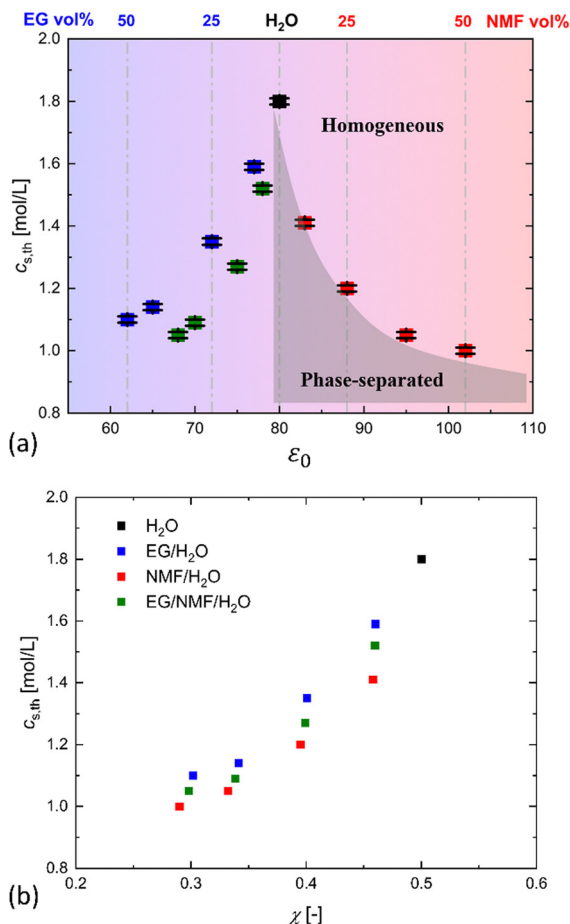 EG vol% 50 25 H₂O 25 50 NMF vol%
2.0
1.8
1.6
1.4
1.2
1.0
0.8
c_s,th [mol/L]
Homogeneous
Phase-separated
60 70 80 90 100 110
ε₀
(a)
2.0
1.8
1.6
1.4
1.2
1.0
0.8
c_s,th [mol/L]
H₂O
EG/H₂O
NMF/H₂O
EG/NMF/H₂O
0.2 0.3 0.4 0.5 0.6
χ [-]
(b)